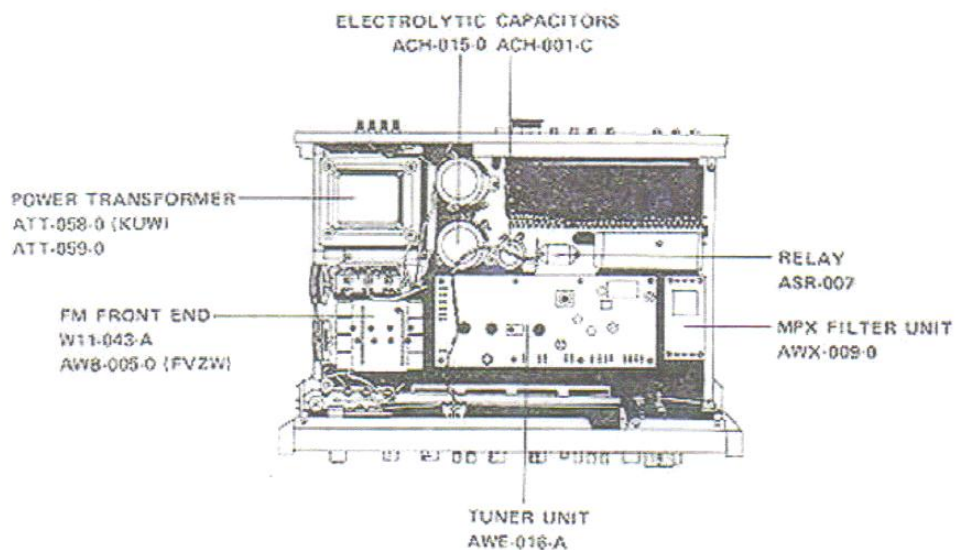 ELECTROLYTIC CAPACITORS
ACH-015-0 ACH-001-C
POWER TRANSFORMER
ATT-058-0 (KUW)
ATT-059-0
FM FRONT END
W11-043-A
AWB-005-0 (FVZW)
RELAY
ASR-007
MPX FILTER UNIT
AWX-009-0
TUNER UNIT
AWE-016-A